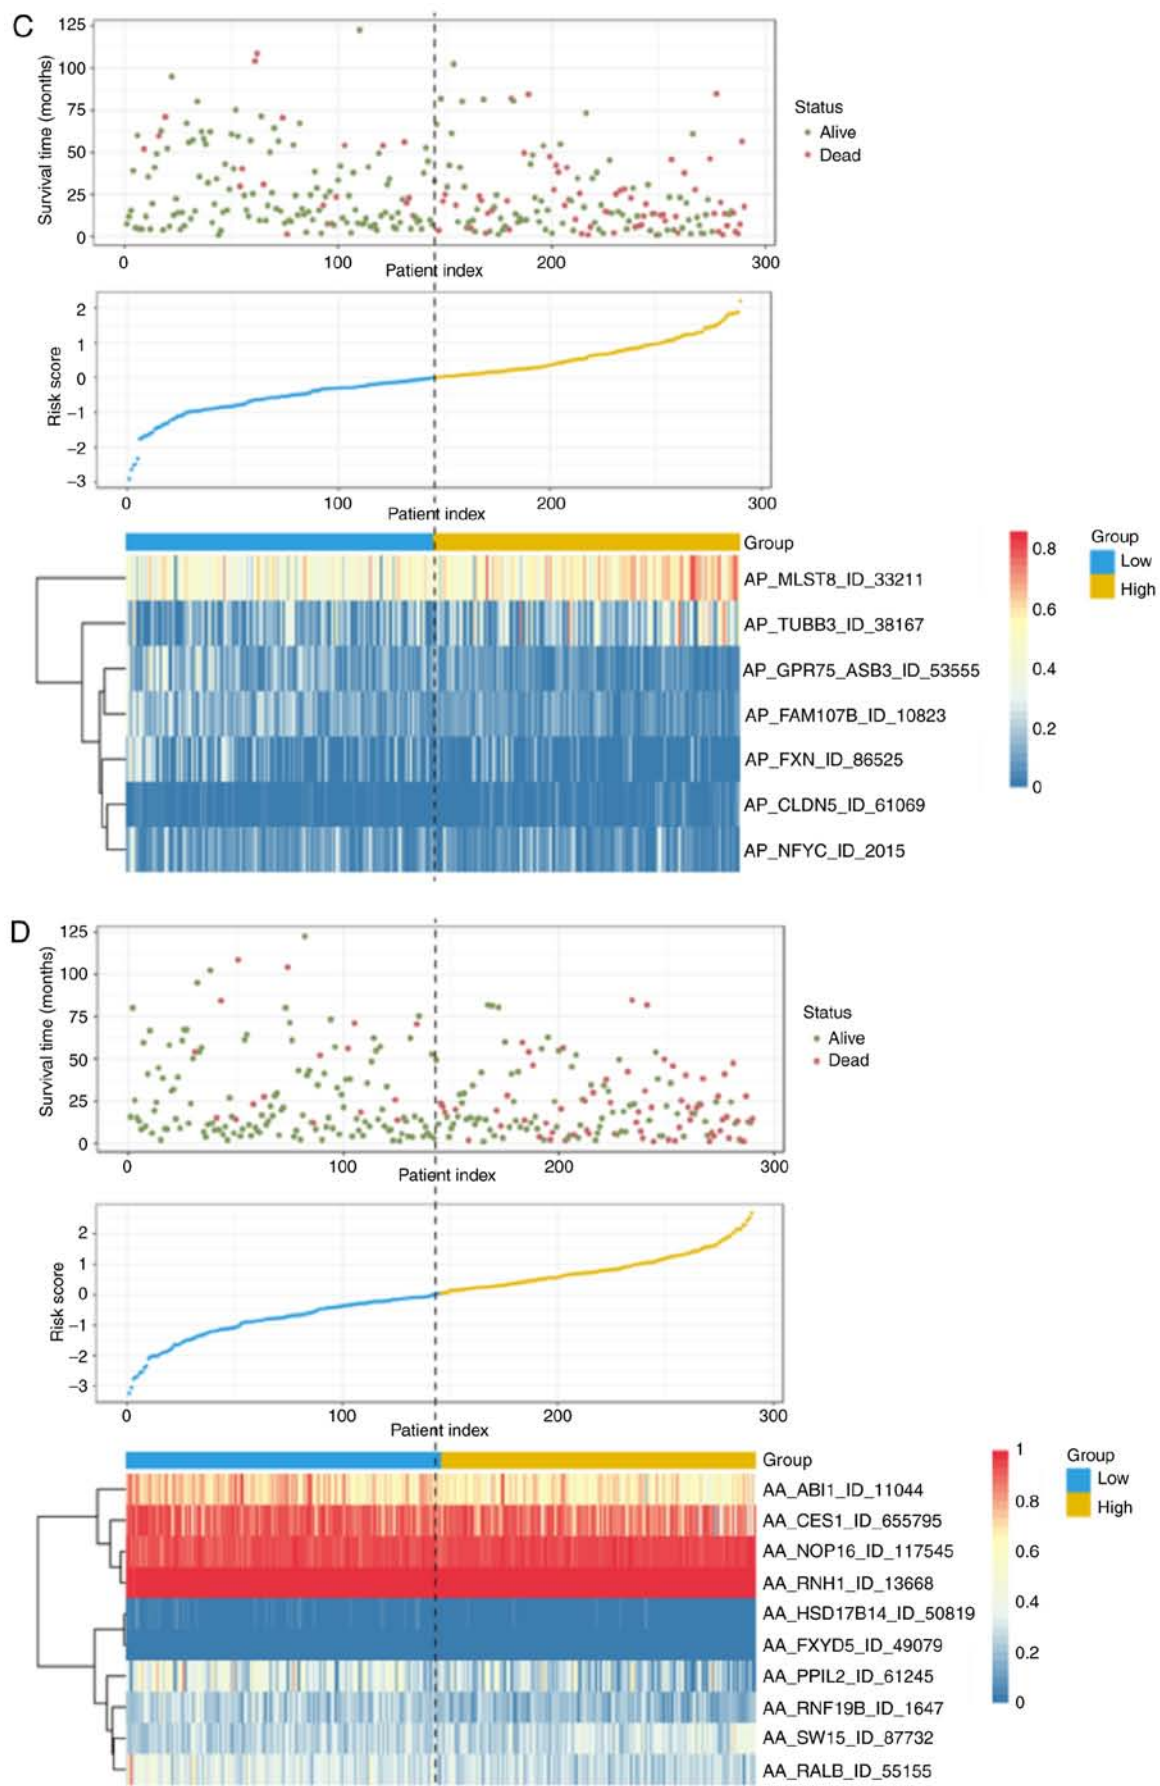 C
Survival time (months)
125
100
75
50
25
0
0 100 200 300
Patient index
Status
Alive
Dead
Risk score
2
1
0
−1
−2
−3
0 100 200 300
Patient index
Group
AP_MLST8_ID_33211
AP_TUBB3_ID_38167
AP_GPR75_ASB3_ID_53555
AP_FAM107B_ID_10823
AP_FXN_ID_86525
AP_CLDN5_ID_61069
AP_NFYC_ID_2015
0.8
0.6
0.4
0.2
0
Group
Low
High
D
Survival time (months)
125
100
75
50
25
0
0 100 200 300
Patient index
Status
Alive
Dead
Risk score
2
1
0
−1
−2
−3
0 100 200 300
Patient index
Group
AA_ABI1_ID_11044
AA_CES1_ID_655795
AA_NOP16_ID_117545
AA_RNH1_ID_13668
AA_HSD17B14_ID_50819
AA_FXYD5_ID_49079
AA_PPIL2_ID_61245
AA_RNF19B_ID_1647
AA_SW15_ID_87732
AA_RALB_ID_55155
1
0.8
0.6
0.4
0.2
0
Group
Low
High